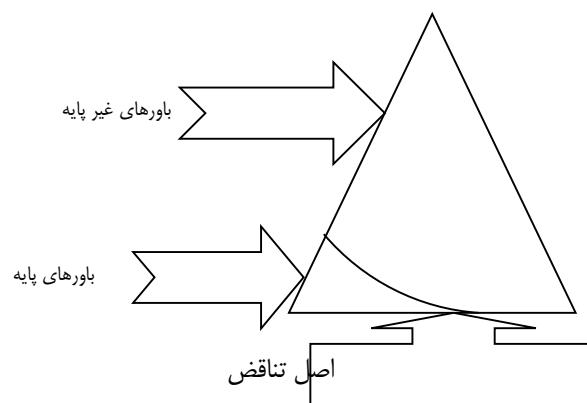 باورهای غیر پایه
باورهای پایه
اصل تناقض